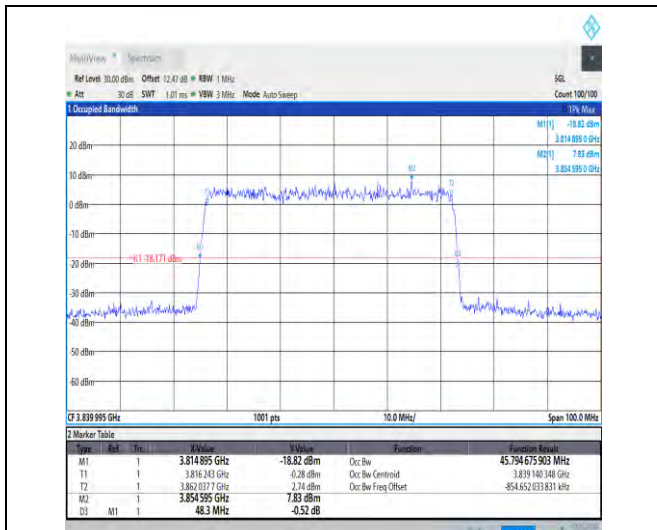 MultiView Spectrum
Ref Level 30.00 dBm Offset 12.47 dB RBW 1 MHz SGL
Att 30 dB SWT 1.01 ms VBW 3 MHz Mode Auto Sweep Count 100/100
1 Occupied Bandwidth 1Pk Max
M1[1] -18.82 dBm
3.814 895 0 GHz
M2[1] 7.83 dBm
3.854 595 0 GHz
20 dBm
10 dBm
M2
T2
0 dBm
-10 dBm
M1
H1 -18.171 dBm
D3
-20 dBm
-30 dBm
-40 dBm
-50 dBm
-60 dBm
CF 3.839 995 GHz 1001 pts 10.0 MHz/ Span 100.0 MHz
2 Marker Table
Type Ref Trc X-Value Y-Value Function Function Result
M1 1 3.814 895 GHz -18.82 dBm Occ Bw 45.794 675 903 MHz
T1 1 3.816 243 GHz -0.28 dBm Occ Bw Centroid 3.839 140 348 GHz
T2 1 3.862 037 7 GHz 2.74 dBm Occ Bw Freq Offset -854.652 033 831 kHz
M2 1 3.854 595 GHz 7.83 dBm
D3 M1 1 48.3 MHz -0.52 dB